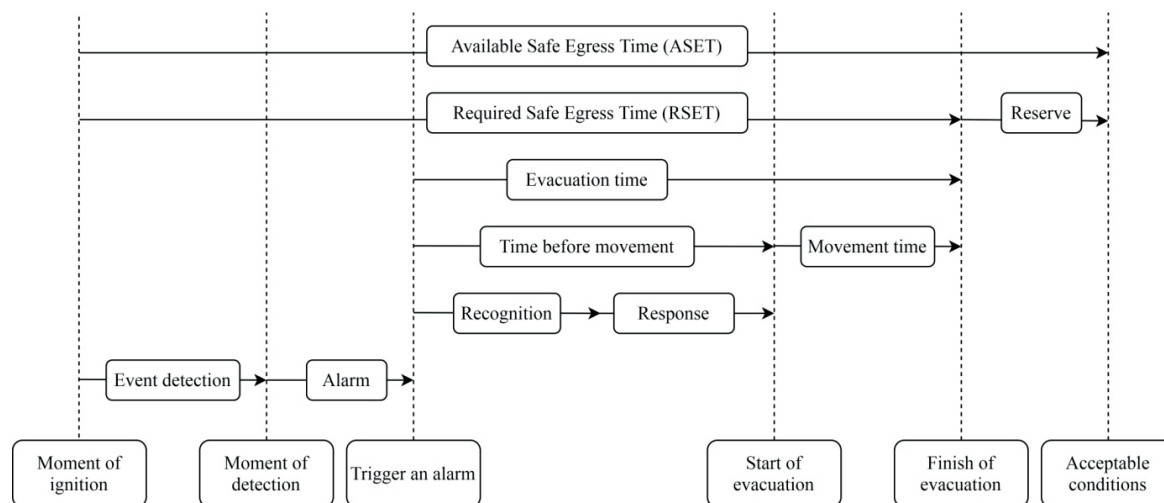 Available Safe Egress Time (ASET)
Required Safe Egress Time (RSET)
Reserve
Evacuation time
Time before movement
Movement time
Recognition
Response
Event detection
Alarm
Moment of
ignition
Moment of
detection
Trigger an alarm
Start of
evacuation
Finish of
evacuation
Acceptable
conditions